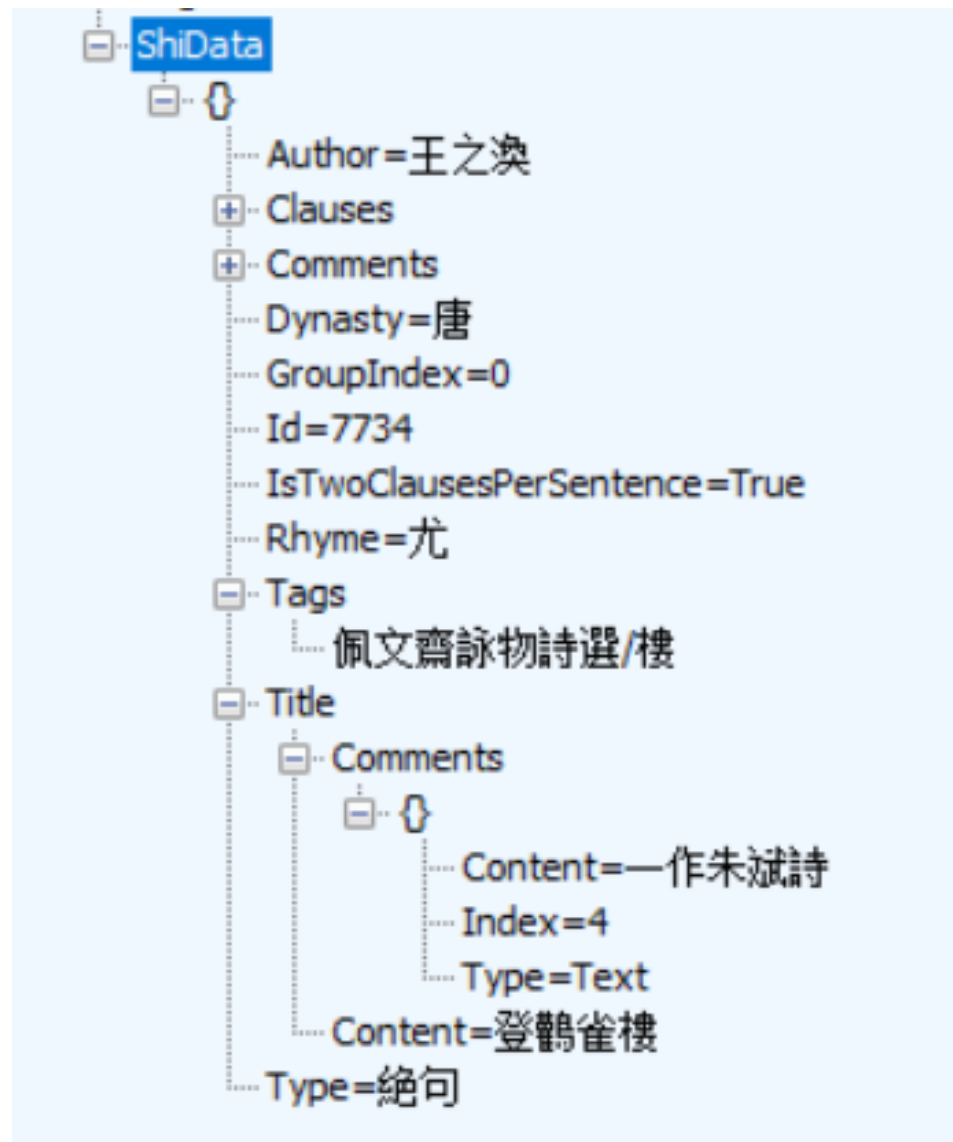 ShiData
{}
Author=王之渙
Clauses
Comments
Dynasty=唐
GroupIndex=0
Id=7734
IsTwoClausesPerSentence=True
Rhyme=尤
Tags
佩文齋詠物詩選/樓
Title
Comments
{}
Content=一作朱斌詩
Index=4
Type=Text
Content=登鸛雀樓
Type=絕句